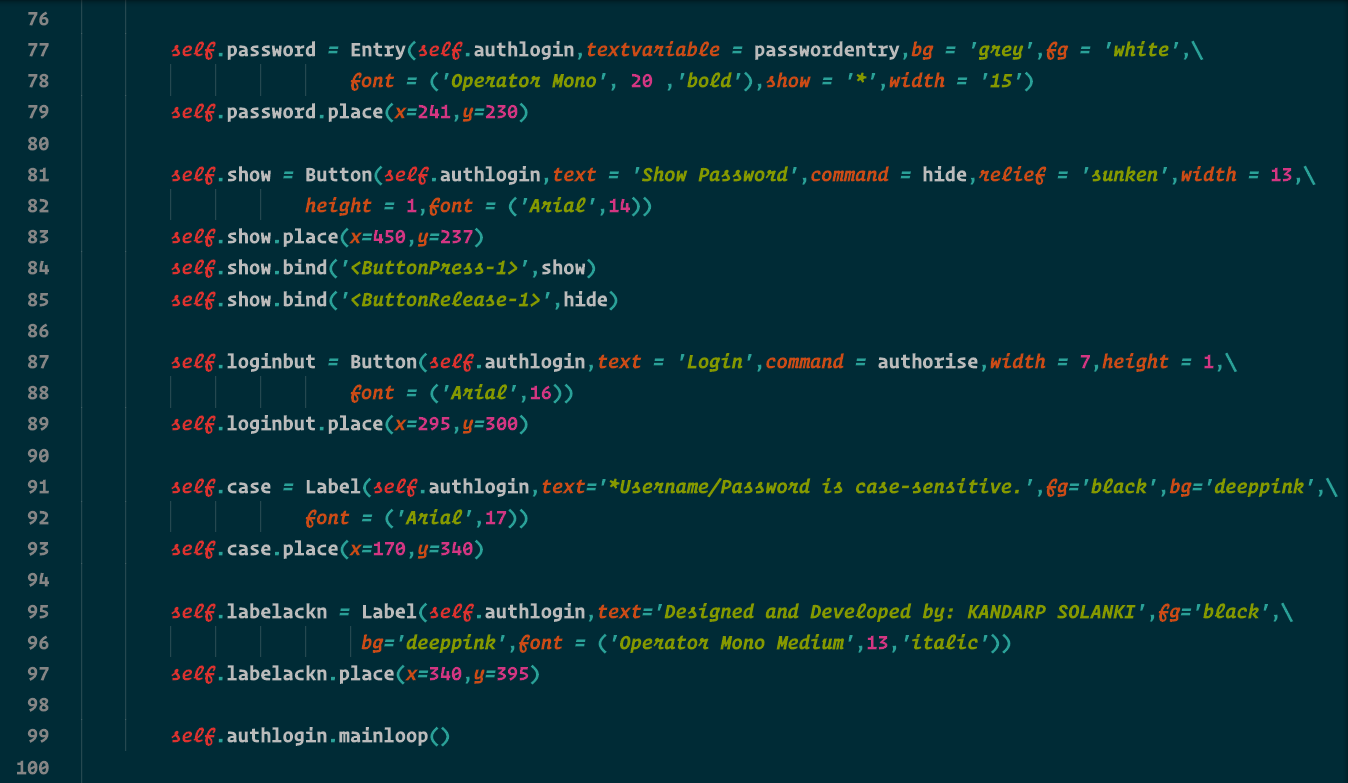 76
77 self.password = Entry(self.authlogin,textvariable = passwordentry,bg = 'grey',fg = 'white',\
78 font = ('Operator Mono', 20 ,'bold'),show = '*',width = '15')
79 self.password.place(x=241,y=230)
80
81 self.show = Button(self.authlogin,text = 'Show Password',command = hide,relief = 'sunken',width = 13,\
82 height = 1,font = ('Arial',14))
83 self.show.place(x=450,y=237)
84 self.show.bind('<ButtonPress-1>',show)
85 self.show.bind('<ButtonRelease-1>',hide)
86
87 self.loginbut = Button(self.authlogin,text = 'Login',command = authorise,width = 7,height = 1,\
88 font = ('Arial',16))
89 self.loginbut.place(x=295,y=300)
90
91 self.case = Label(self.authlogin,text='*Username/Password is case-sensitive.',fg='black',bg='deeppink',\
92 font = ('Arial',17))
93 self.case.place(x=170,y=340)
94
95 self.labelackn = Label(self.authlogin,text='Designed and Developed by: KANDARP SOLANKI',fg='black',\
96 bg='deeppink',font = ('Operator Mono Medium',13,'italic'))
97 self.labelackn.place(x=340,y=395)
98
99 self.authlogin.mainloop()
100